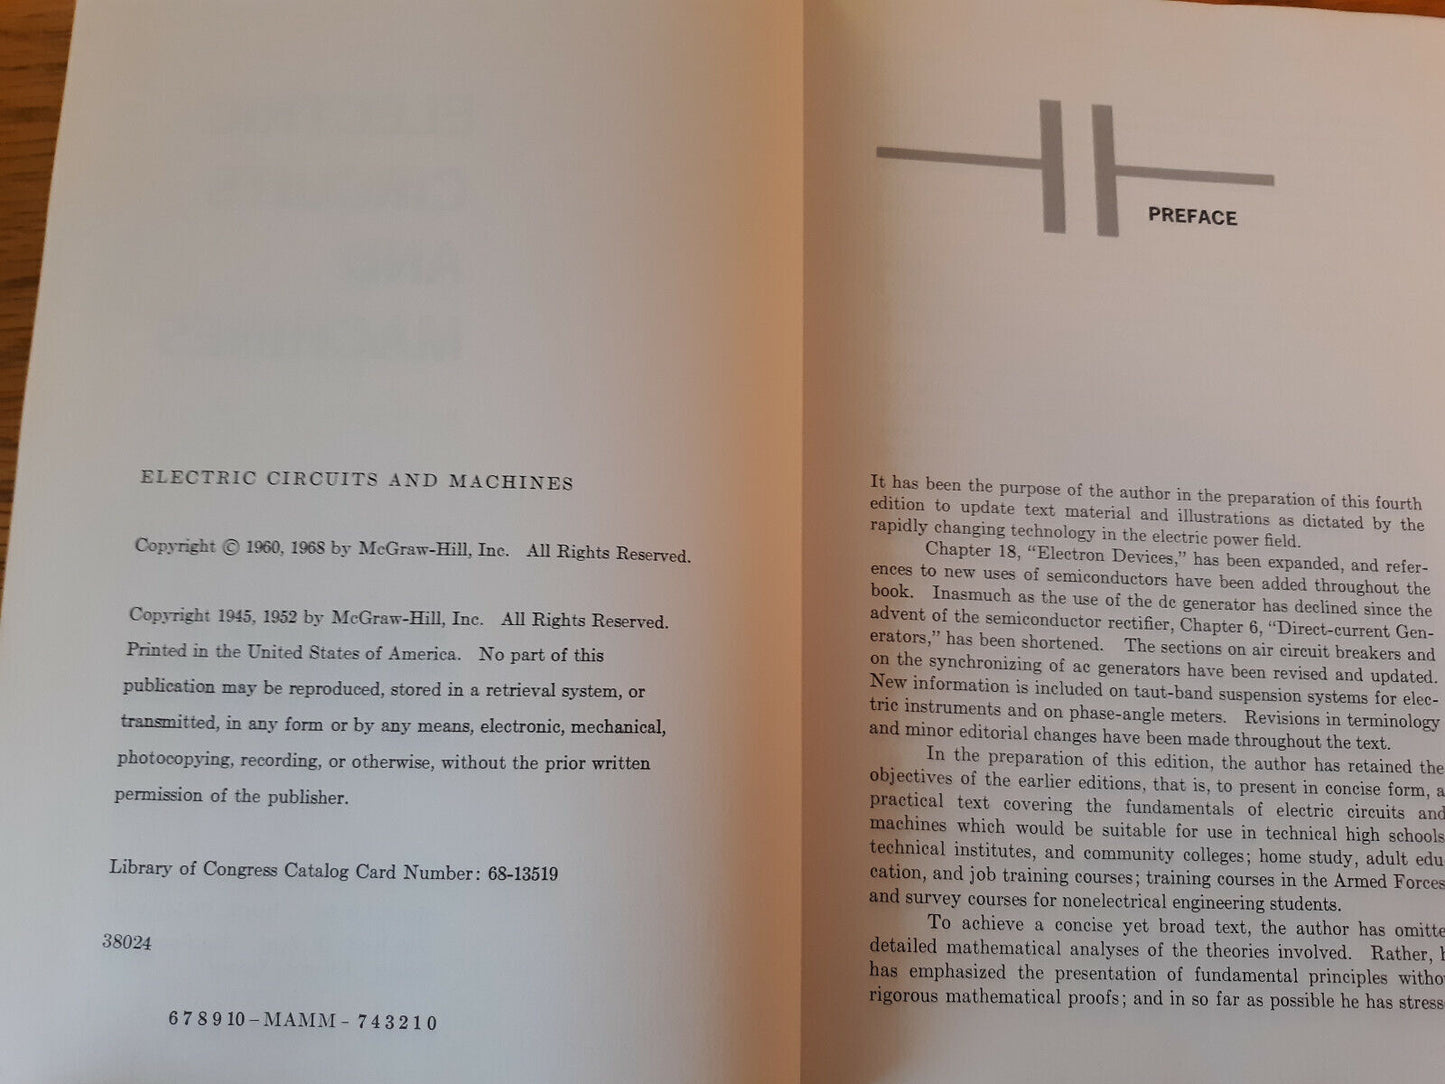 ELECTRIC CIRCUITS AND MACHINES
Copyright © 1960, 1968 by McGraw-Hill, Inc. All Rights Reserved.
Copyright 1945, 1952 by McGraw-Hill, Inc. All Rights Reserved.
Printed in the United States of America. No part of this
publication may be reproduced, stored in a retrieval system, or
transmitted, in any form or by any means, electronic, mechanical,
photocopying, recording, or otherwise, without the prior written
permission of the publisher.
Library of Congress Catalog Card Number: 68-13519
38024
6 7 8 9 10 – MAMM – 7 4 3 2 1 0
PREFACE
It has been the purpose of the author in the preparation of this fourth
edition to update text material and illustrations as dictated by the
rapidly changing technology in the electric power field.
Chapter 18, “Electron Devices,” has been expanded, and refer-
ences to new uses of semiconductors have been added throughout the
book. Inasmuch as the use of the dc generator has declined since the
advent of the semiconductor rectifier, Chapter 6, “Direct-current Gen-
erators,” has been shortened. The sections on air circuit breakers and
on the synchronizing of ac generators have been revised and updated.
New information is included on taut-band suspension systems for elec-
tric instruments and on phase-angle meters. Revisions in terminology
and minor editorial changes have been made throughout the text.
In the preparation of this edition, the author has retained the
objectives of the earlier editions, that is, to present in concise form, a
practical text covering the fundamentals of electric circuits and
machines which would be suitable for use in technical high schools
technical institutes, and community colleges; home study, adult edu
cation, and job training courses; training courses in the Armed Forces
and survey courses for nonelectrical engineering students.
To achieve a concise yet broad text, the author has omitte
detailed mathematical analyses of the theories involved. Rather, h
has emphasized the presentation of fundamental principles witho
rigorous mathematical proofs; and in so far as possible he has stress